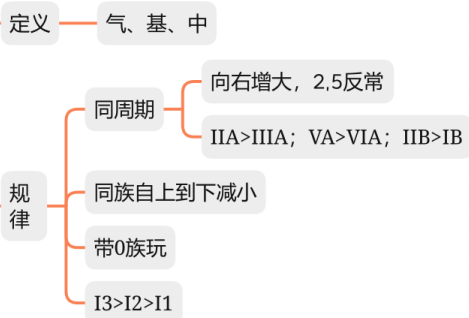 定义
气、基、中
向右增大，2,5反常
同周期
IIA>IIIA；VA>VIA；IIB>IB
规
律
同族自上到下减小
带0族玩
I3>I2>I1